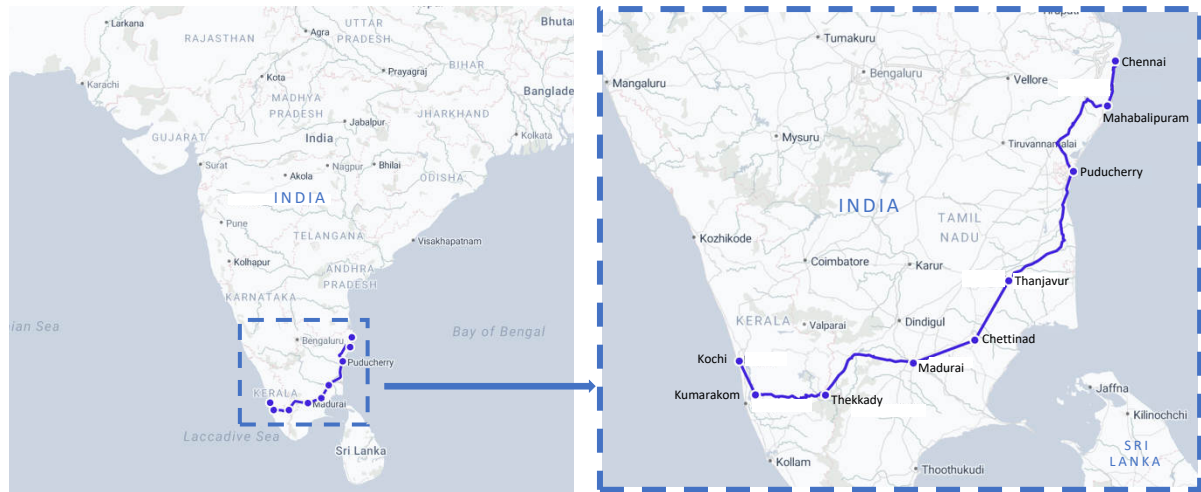 Larkana
UTTAR
PRADESH
Bhutan
RAJASTHAN
Agra
Karachi
Kota
Prayagraj
BIHAR
MADHYA
PRADESH
Banglade
GUJARAT
Jabalpur
JHARKHAND
India
Kolkata
Surat
Nagpur
Bhilai
Akola
ODISHA
INDIA
Pune
TELANGANA
Visakhapatnam
Kolhapur
ANDHRA
PRADESH
KARNATAKA
ian Sea
Bay of Bengal
Bengaluru
Puducherry
KERALA
Madurai
Laccadive Sea
Sri Lanka
Tumakuru
Chennai
Bengaluru
Vellore
Mangaluru
Mahabalipuram
Mysuru
Tiruvannamalai
Puducherry
INDIA
TAMIL
NADU
Kozhikode
Coimbatore
Karur
Thanjavur
KERALA
Valparai
Dindigul
Chettinad
Kochi
Madurai
Jaffna
Kumarakom
Thekkady
Kilinochchi
SRI
LANKA
Kollam
Thoothukudi